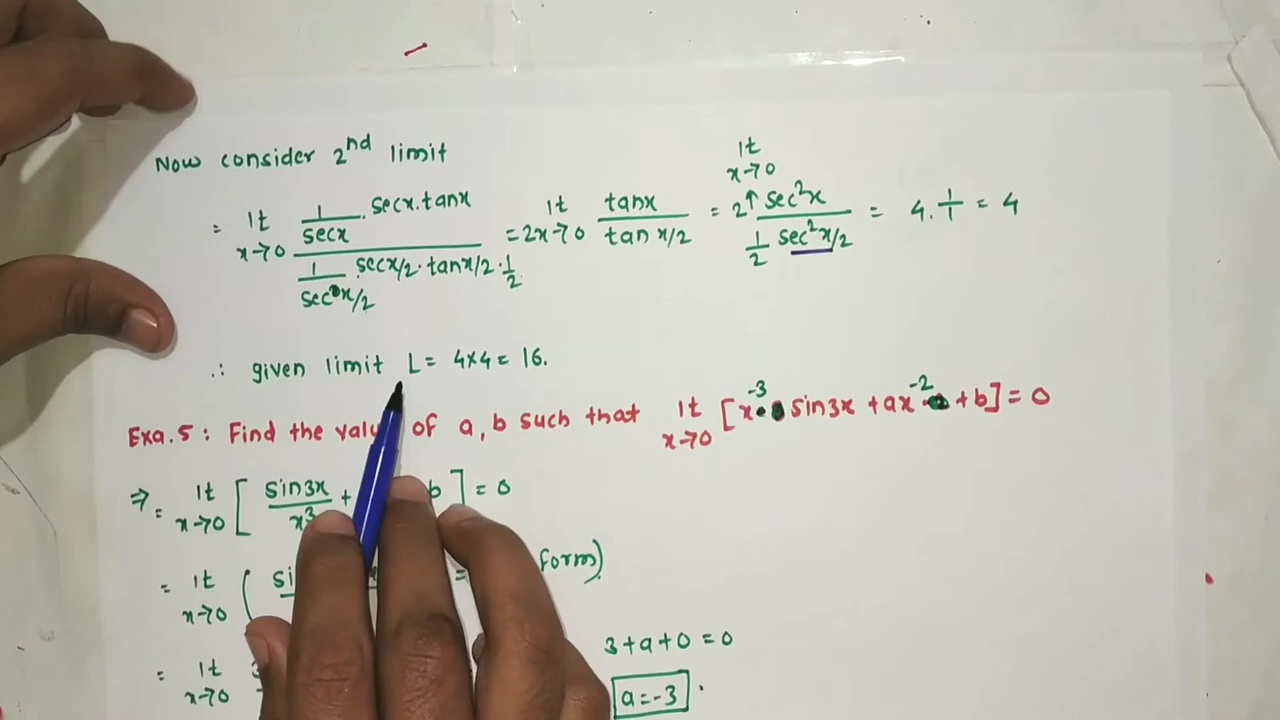 Now consider 2nd limit
= lt x→0 (1/secx · secx·tanx) / (1/sec x/2 · secx/2·tanx/2·1/2) = 2 lt x→0 tanx / tan x/2 = 2 lt x→0 sec²x / (1/2 sec²x/2) = 4·1/1 = 4
∴ given limit L = 4×4 = 16.
Exa.5: Find the value of a, b such that lt x→0 [x⁻³ sin3x + ax⁻² + b] = 0
⇒ = lt x→0 [ sin3x/x³ + b ] = 0
= lt x→0 ( = form)
= lt x→0 3+a+0 = 0
a = -3